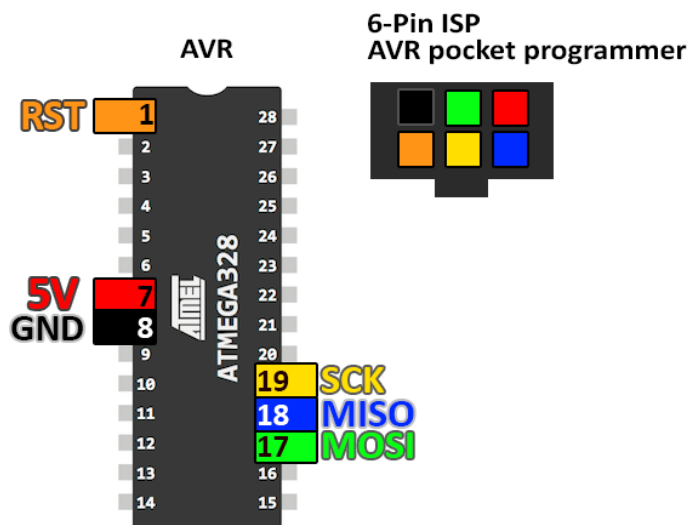 6-Pin ISP
AVR pocket programmer
AVR
RST 1 28
2 27
3 26
4 25
5 24
6 23
5V 7 22
GND 8 21
9 20
10 19 SCK
11 18 MISO
12 17 MOSI
13 16
14 15
ATMEL
ATMEGA328